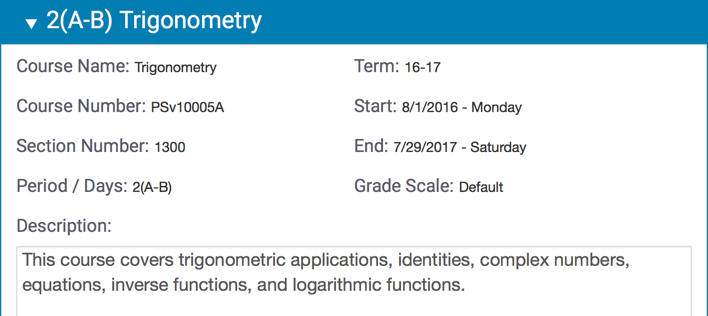 2(A-B) Trigonometry
Course Name: Trigonometry
Term: 16-17
Course Number: PSv10005A
Start: 8/1/2016 - Monday
Section Number: 1300
End: 7/29/2017 - Saturday
Period / Days: 2(A-B)
Grade Scale: Default
Description:
This course covers trigonometric applications, identities, complex numbers,
equations, inverse functions, and logarithmic functions.